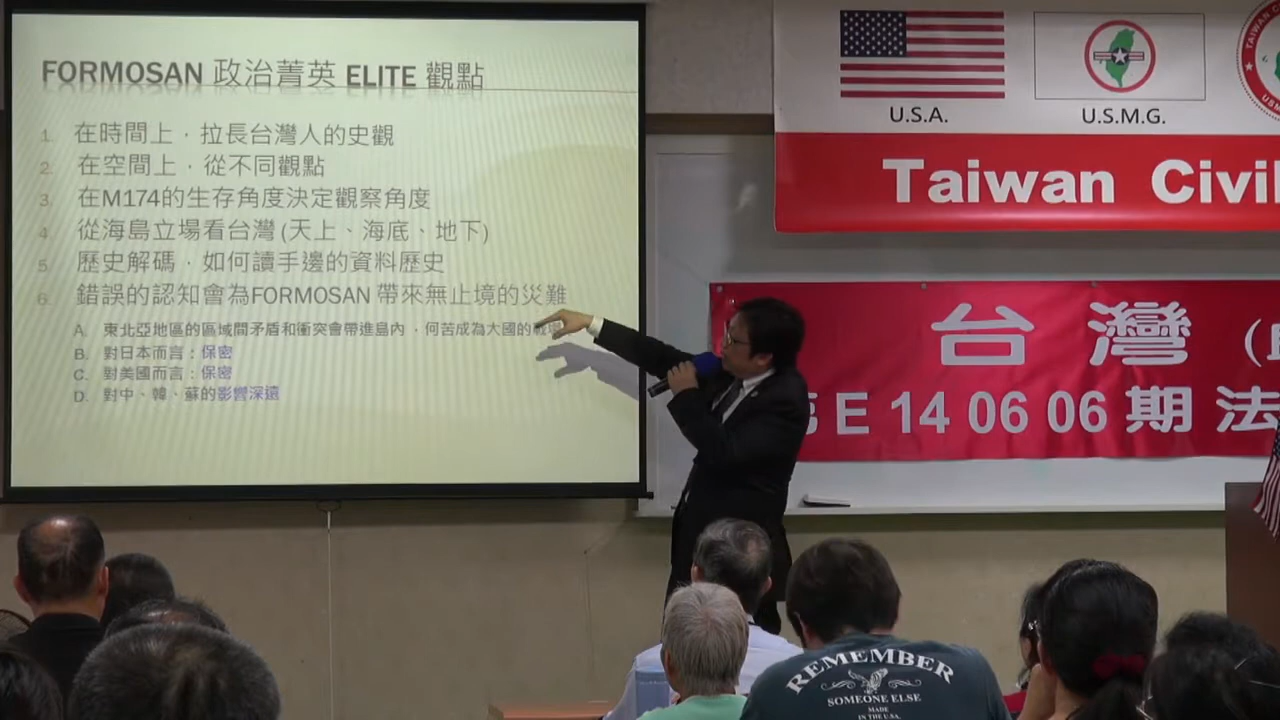 FORMOSAN 政治菁英 ELITE 觀點
1. 在時間上，拉長台灣人的史觀
2. 在空間上，從不同觀點
3. 在M174的生存角度決定觀察角度
4. 從海島立場看台灣 (天上、海底、地下)
5. 歷史解碼，如何讀手邊的資料歷史
6. 錯誤的認知會為FORMOSAN 帶來無止境的災難
A. 東北亞地區的區域間矛盾和衝突會帶進島內，何苦成為大國的戰場
B. 對日本而言：保密
C. 對美國而言：保密
D. 對中、韓、蘇的影響深遠
U.S.A.
U.S.M.G.
Taiwan Civil
台 灣 (
E 14 06 06 期 法
REMEMBER
SOMEONE ELSE
MADE
IN THE U.S.A.